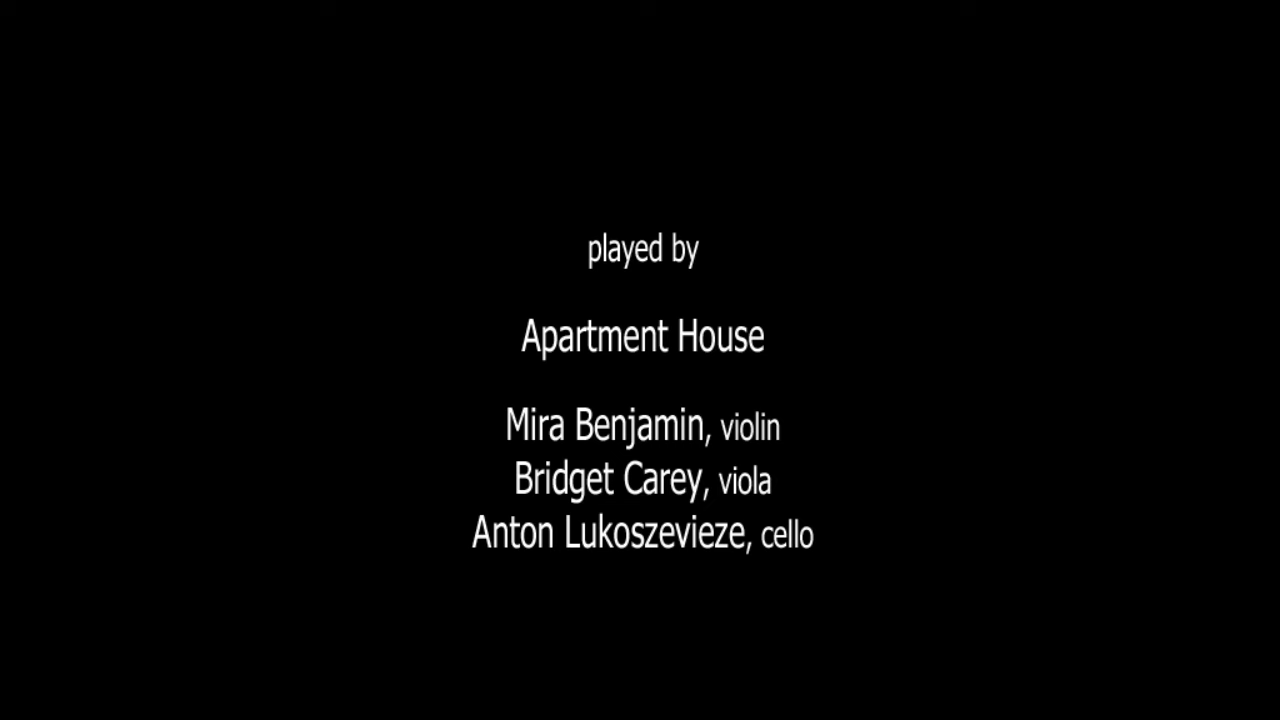 played by
Apartment House
Mira Benjamin, violin
Bridget Carey, viola
Anton Lukoszevieze, cello